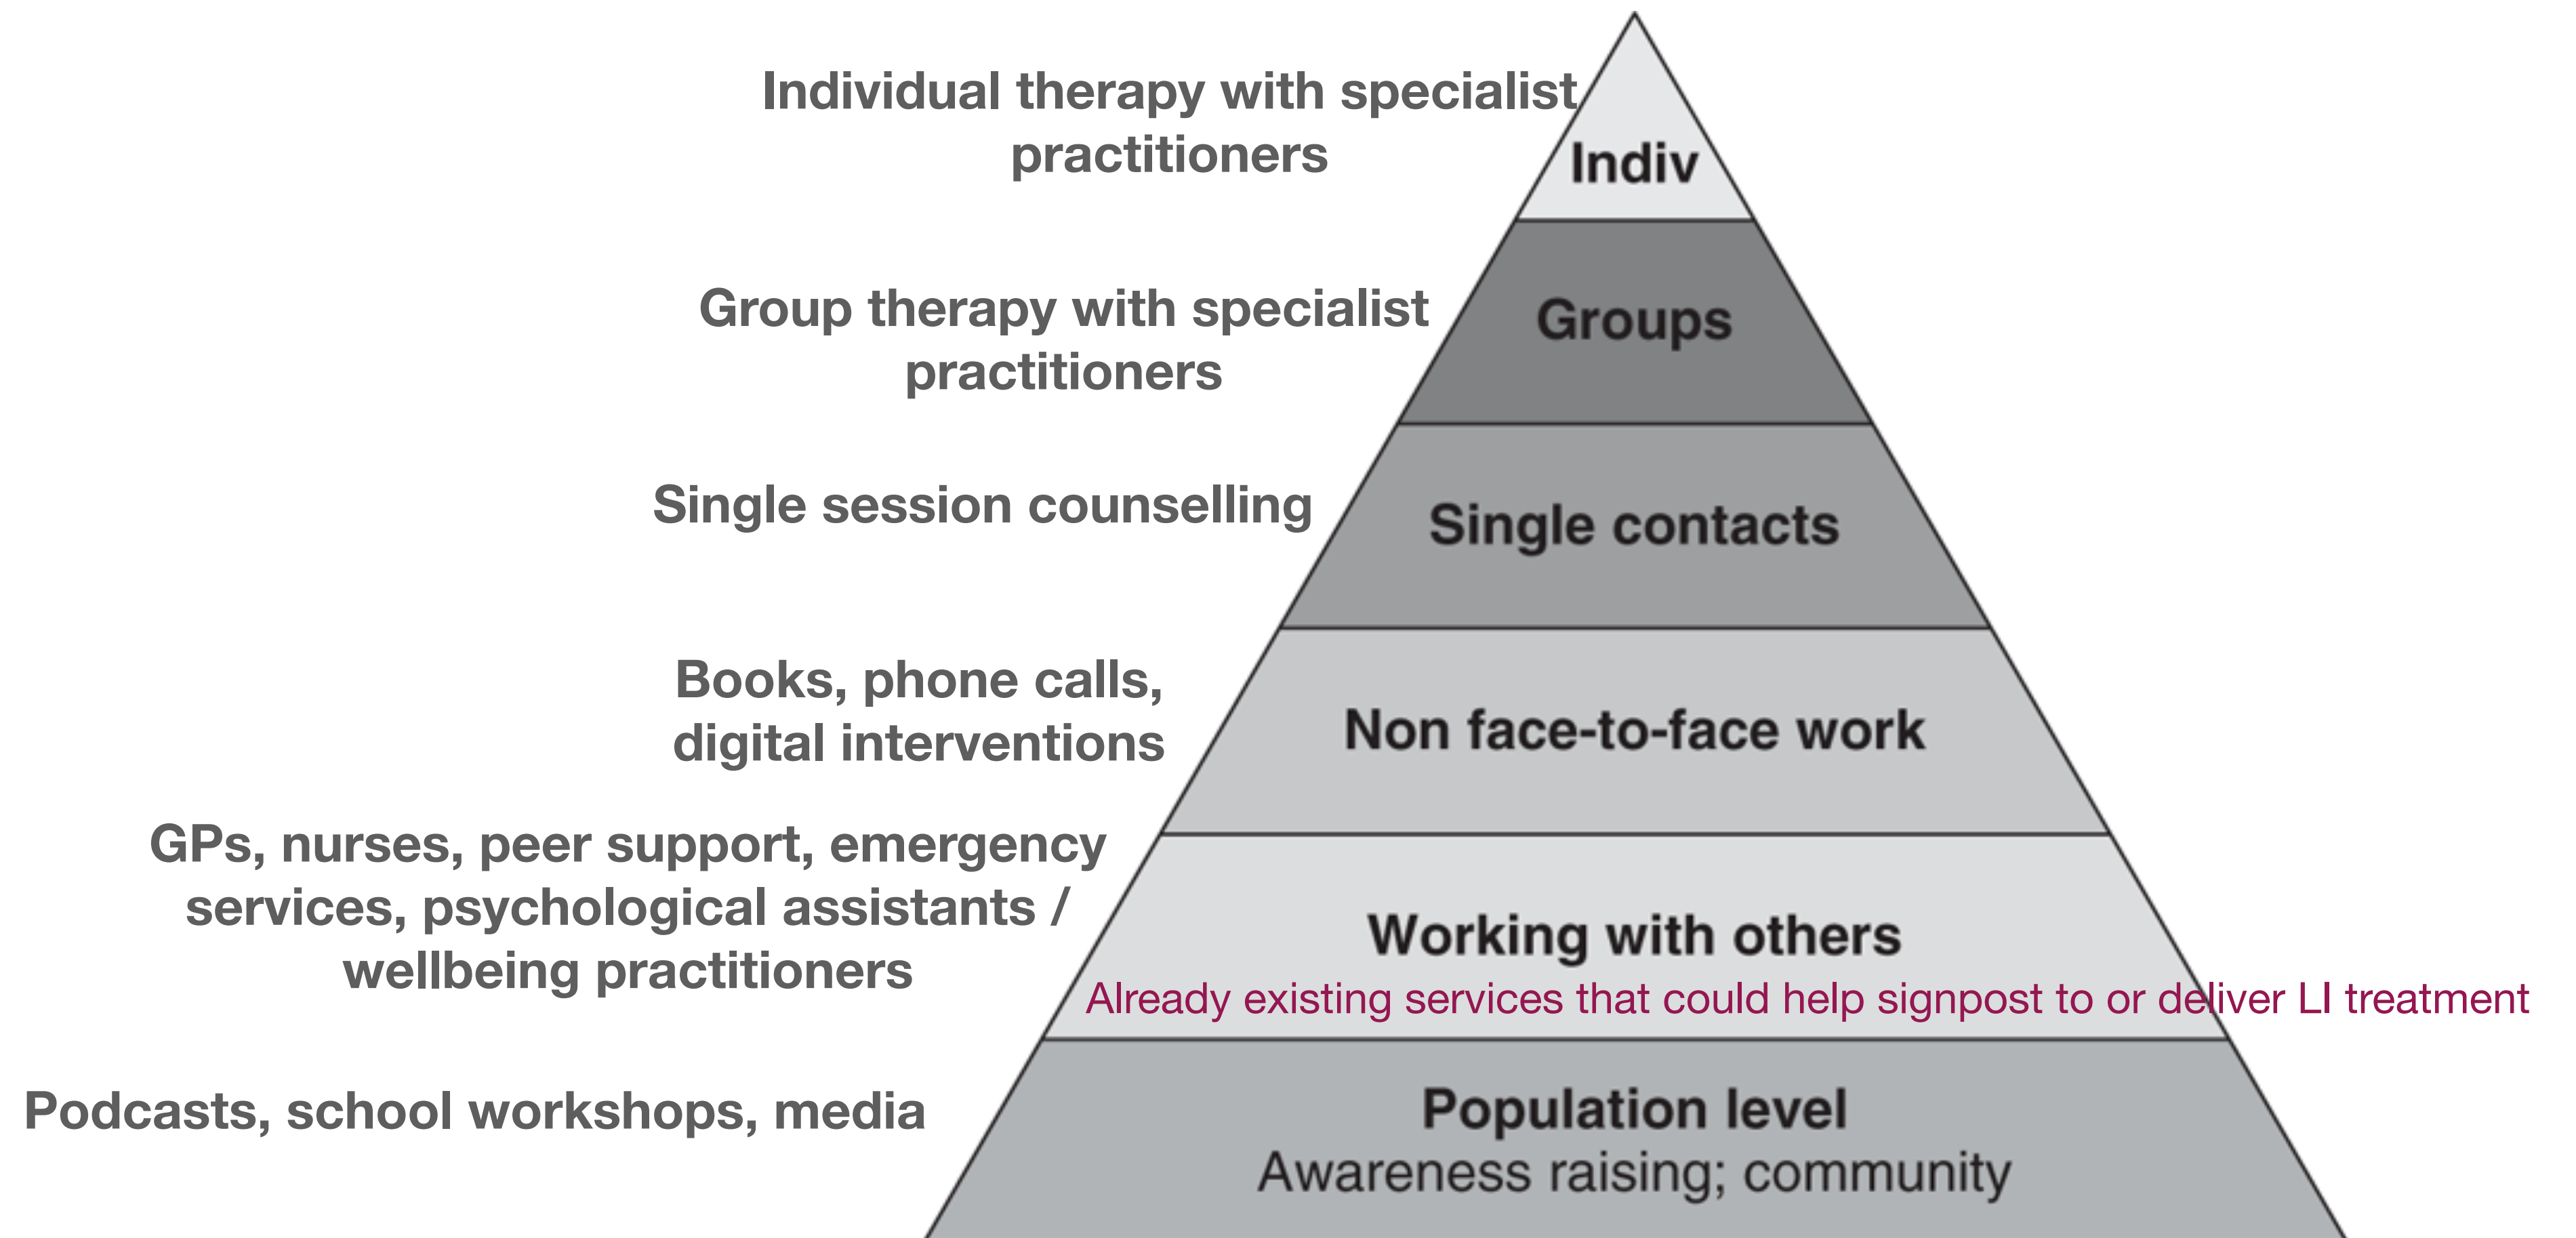 Individual therapy with specialist
practitioners
Indiv
Group therapy with specialist
practitioners
Groups
Single session counselling
Single contacts
Books, phone calls,
digital interventions
Non face-to-face work
GPs, nurses, peer support, emergency
services, psychological assistants /
wellbeing practitioners
Working with others
Already existing services that could help signpost to or deliver LI treatment
Podcasts, school workshops, media
Population level
Awareness raising; community